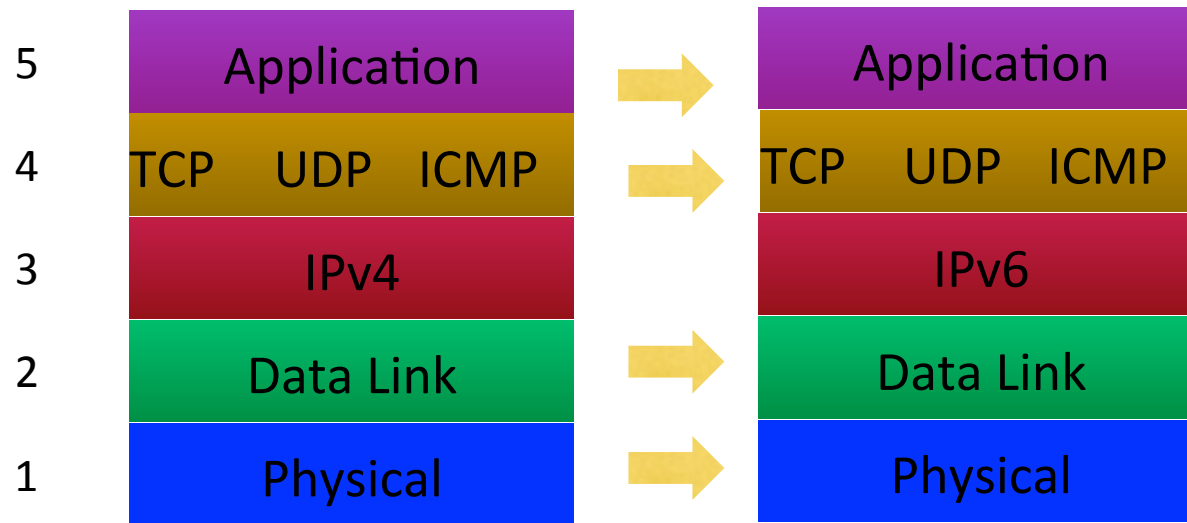 5 Application Application
4 TCP UDP ICMP TCP UDP ICMP
3 IPv4 IPv6
2 Data Link Data Link
1 Physical Physical